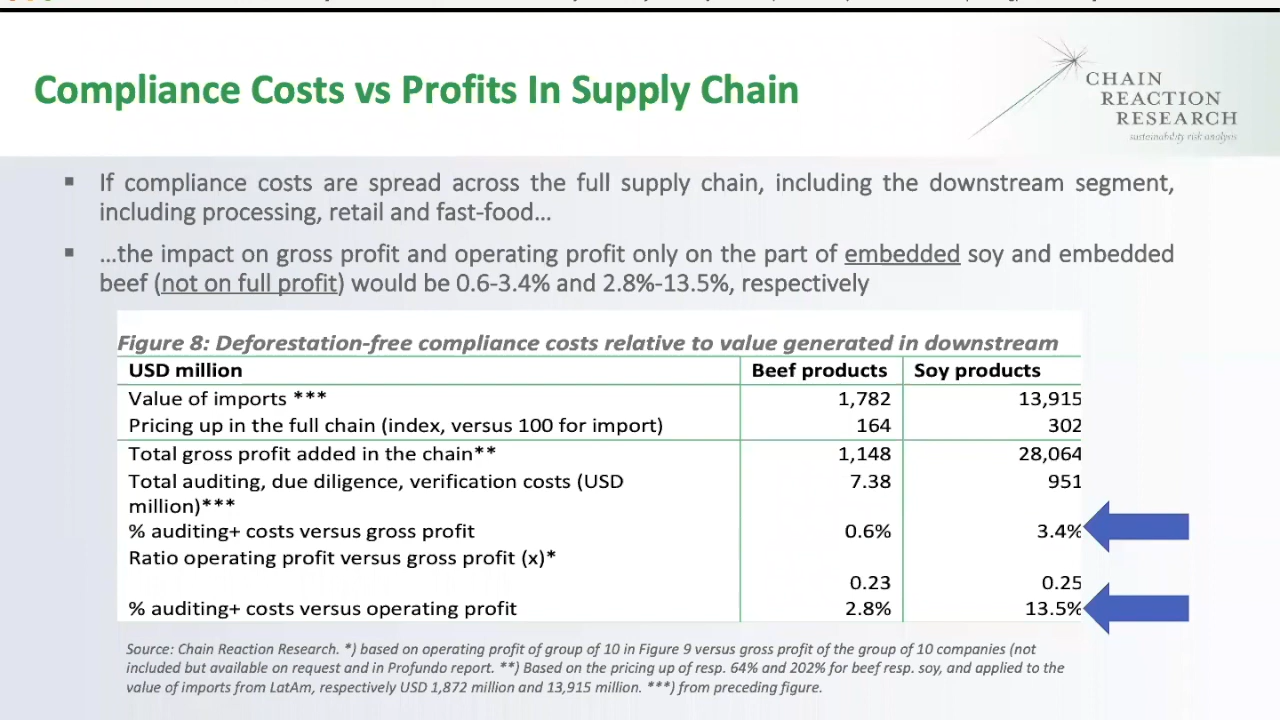 Compliance Costs vs Profits In Supply Chain
CHAIN
REACTION
RESEARCH
sustainability risk analysis
▪ If compliance costs are spread across the full supply chain, including the downstream segment,
including processing, retail and fast-food…
▪ …the impact on gross profit and operating profit only on the part of embedded soy and embedded
beef (not on full profit) would be 0.6-3.4% and 2.8%-13.5%, respectively
Figure 8: Deforestation-free compliance costs relative to value generated in downstream
USD million Beef products Soy products
Value of imports *** 1,782 13,915
Pricing up in the full chain (index, versus 100 for import) 164 302
Total gross profit added in the chain** 1,148 28,064
Total auditing, due diligence, verification costs (USD 7.38 951
million)***
% auditing+ costs versus gross profit 0.6% 3.4%
Ratio operating profit versus gross profit (x)*
0.23 0.25
% auditing+ costs versus operating profit 2.8% 13.5%
Source: Chain Reaction Research. *) based on operating profit of group of 10 in Figure 9 versus gross profit of the group of 10 companies (not
included but available on request and in Profundo report. **) Based on the pricing up of resp. 64% and 202% for beef resp. soy, and applied to the
value of imports from LatAm, respectively USD 1,872 million and 13,915 million. ***) from preceding figure.